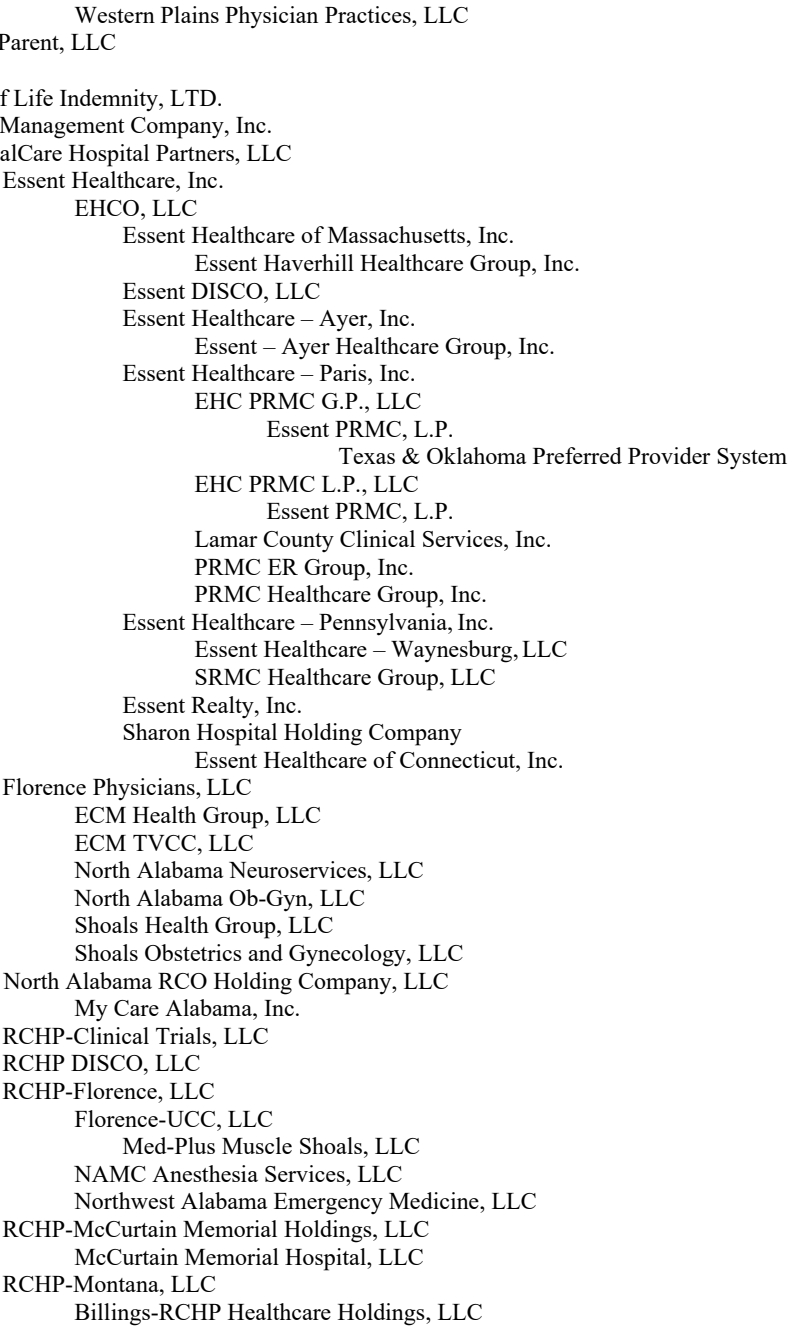 Western Plains Physician Practices, LLC
Parent, LLC
f Life Indemnity, LTD.
Management Company, Inc.
alCare Hospital Partners, LLC
Essent Healthcare, Inc.
EHCO, LLC
Essent Healthcare of Massachusetts, Inc.
Essent Haverhill Healthcare Group, Inc.
Essent DISCO, LLC
Essent Healthcare – Ayer, Inc.
Essent – Ayer Healthcare Group, Inc.
Essent Healthcare – Paris, Inc.
EHC PRMC G.P., LLC
Essent PRMC, L.P.
Texas & Oklahoma Preferred Provider System
EHC PRMC L.P., LLC
Essent PRMC, L.P.
Lamar County Clinical Services, Inc.
PRMC ER Group, Inc.
PRMC Healthcare Group, Inc.
Essent Healthcare – Pennsylvania, Inc.
Essent Healthcare – Waynesburg, LLC
SRMC Healthcare Group, LLC
Essent Realty, Inc.
Sharon Hospital Holding Company
Essent Healthcare of Connecticut, Inc.
Florence Physicians, LLC
ECM Health Group, LLC
ECM TVCC, LLC
North Alabama Neuroservices, LLC
North Alabama Ob-Gyn, LLC
Shoals Health Group, LLC
Shoals Obstetrics and Gynecology, LLC
North Alabama RCO Holding Company, LLC
My Care Alabama, Inc.
RCHP-Clinical Trials, LLC
RCHP DISCO, LLC
RCHP-Florence, LLC
Florence-UCC, LLC
Med-Plus Muscle Shoals, LLC
NAMC Anesthesia Services, LLC
Northwest Alabama Emergency Medicine, LLC
RCHP-McCurtain Memorial Holdings, LLC
McCurtain Memorial Hospital, LLC
RCHP-Montana, LLC
Billings-RCHP Healthcare Holdings, LLC